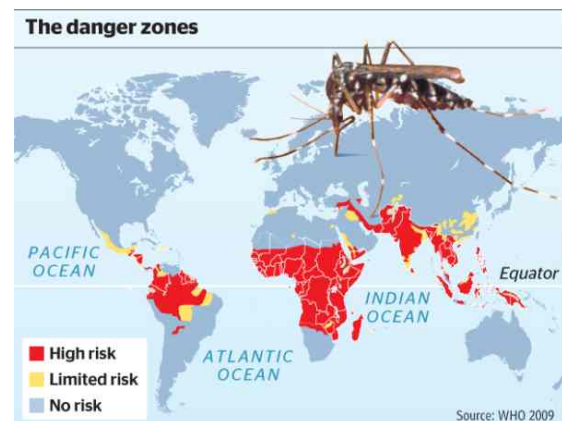 The danger zones
PACIFIC
OCEAN
Equator
INDIAN
OCEAN
ATLANTIC
OCEAN
High risk
Limited risk
No risk
Source: WHO 2009